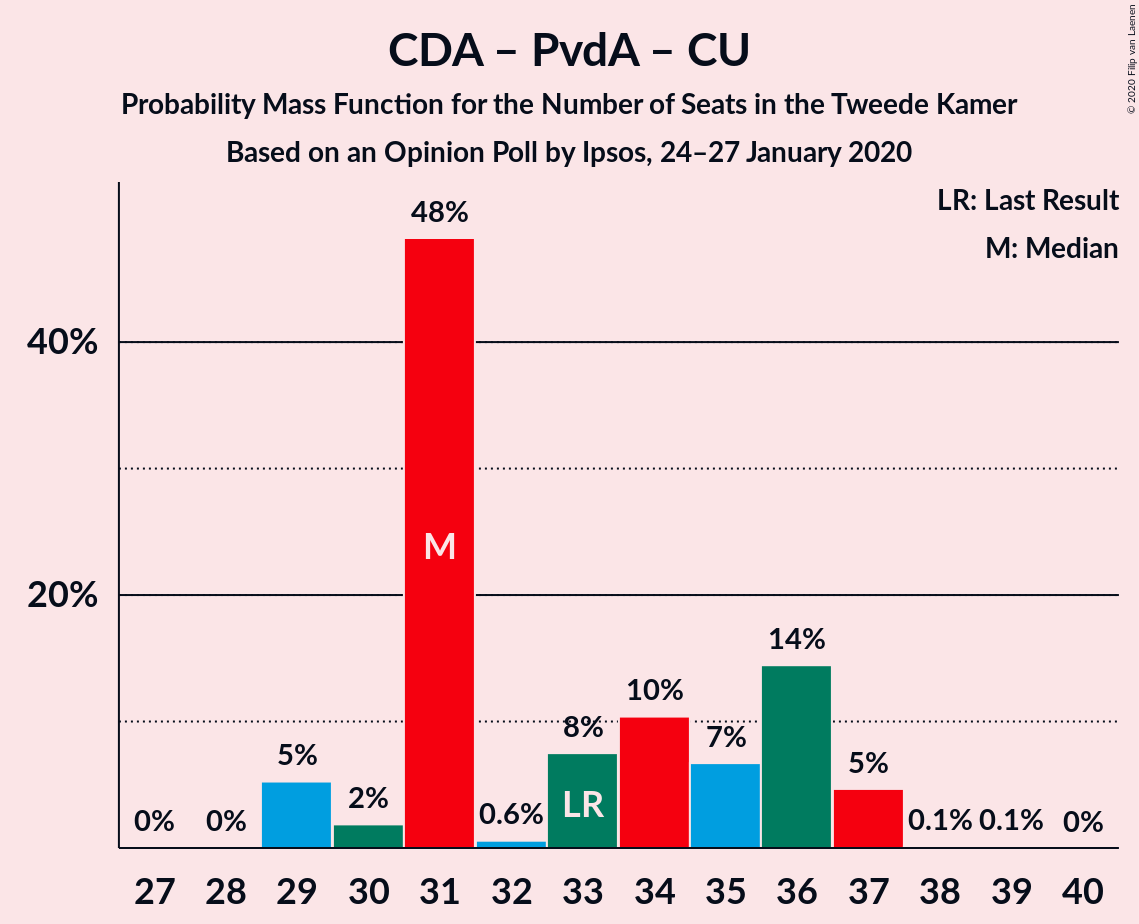 CDA – PvdA – CU
Probability Mass Function for the Number of Seats in the Tweede Kamer
Based on an Opinion Poll by Ipsos, 24–27 January 2020
© 2020 Filip van Laenen
LR: Last Result
M: Median
40%
20%
0%
0%
5%
2%
48%
M
0.6%
8%
LR
10%
7%
14%
5%
0.1%
0.1%
0%
27 28 29 30 31 32 33 34 35 36 37 38 39 40